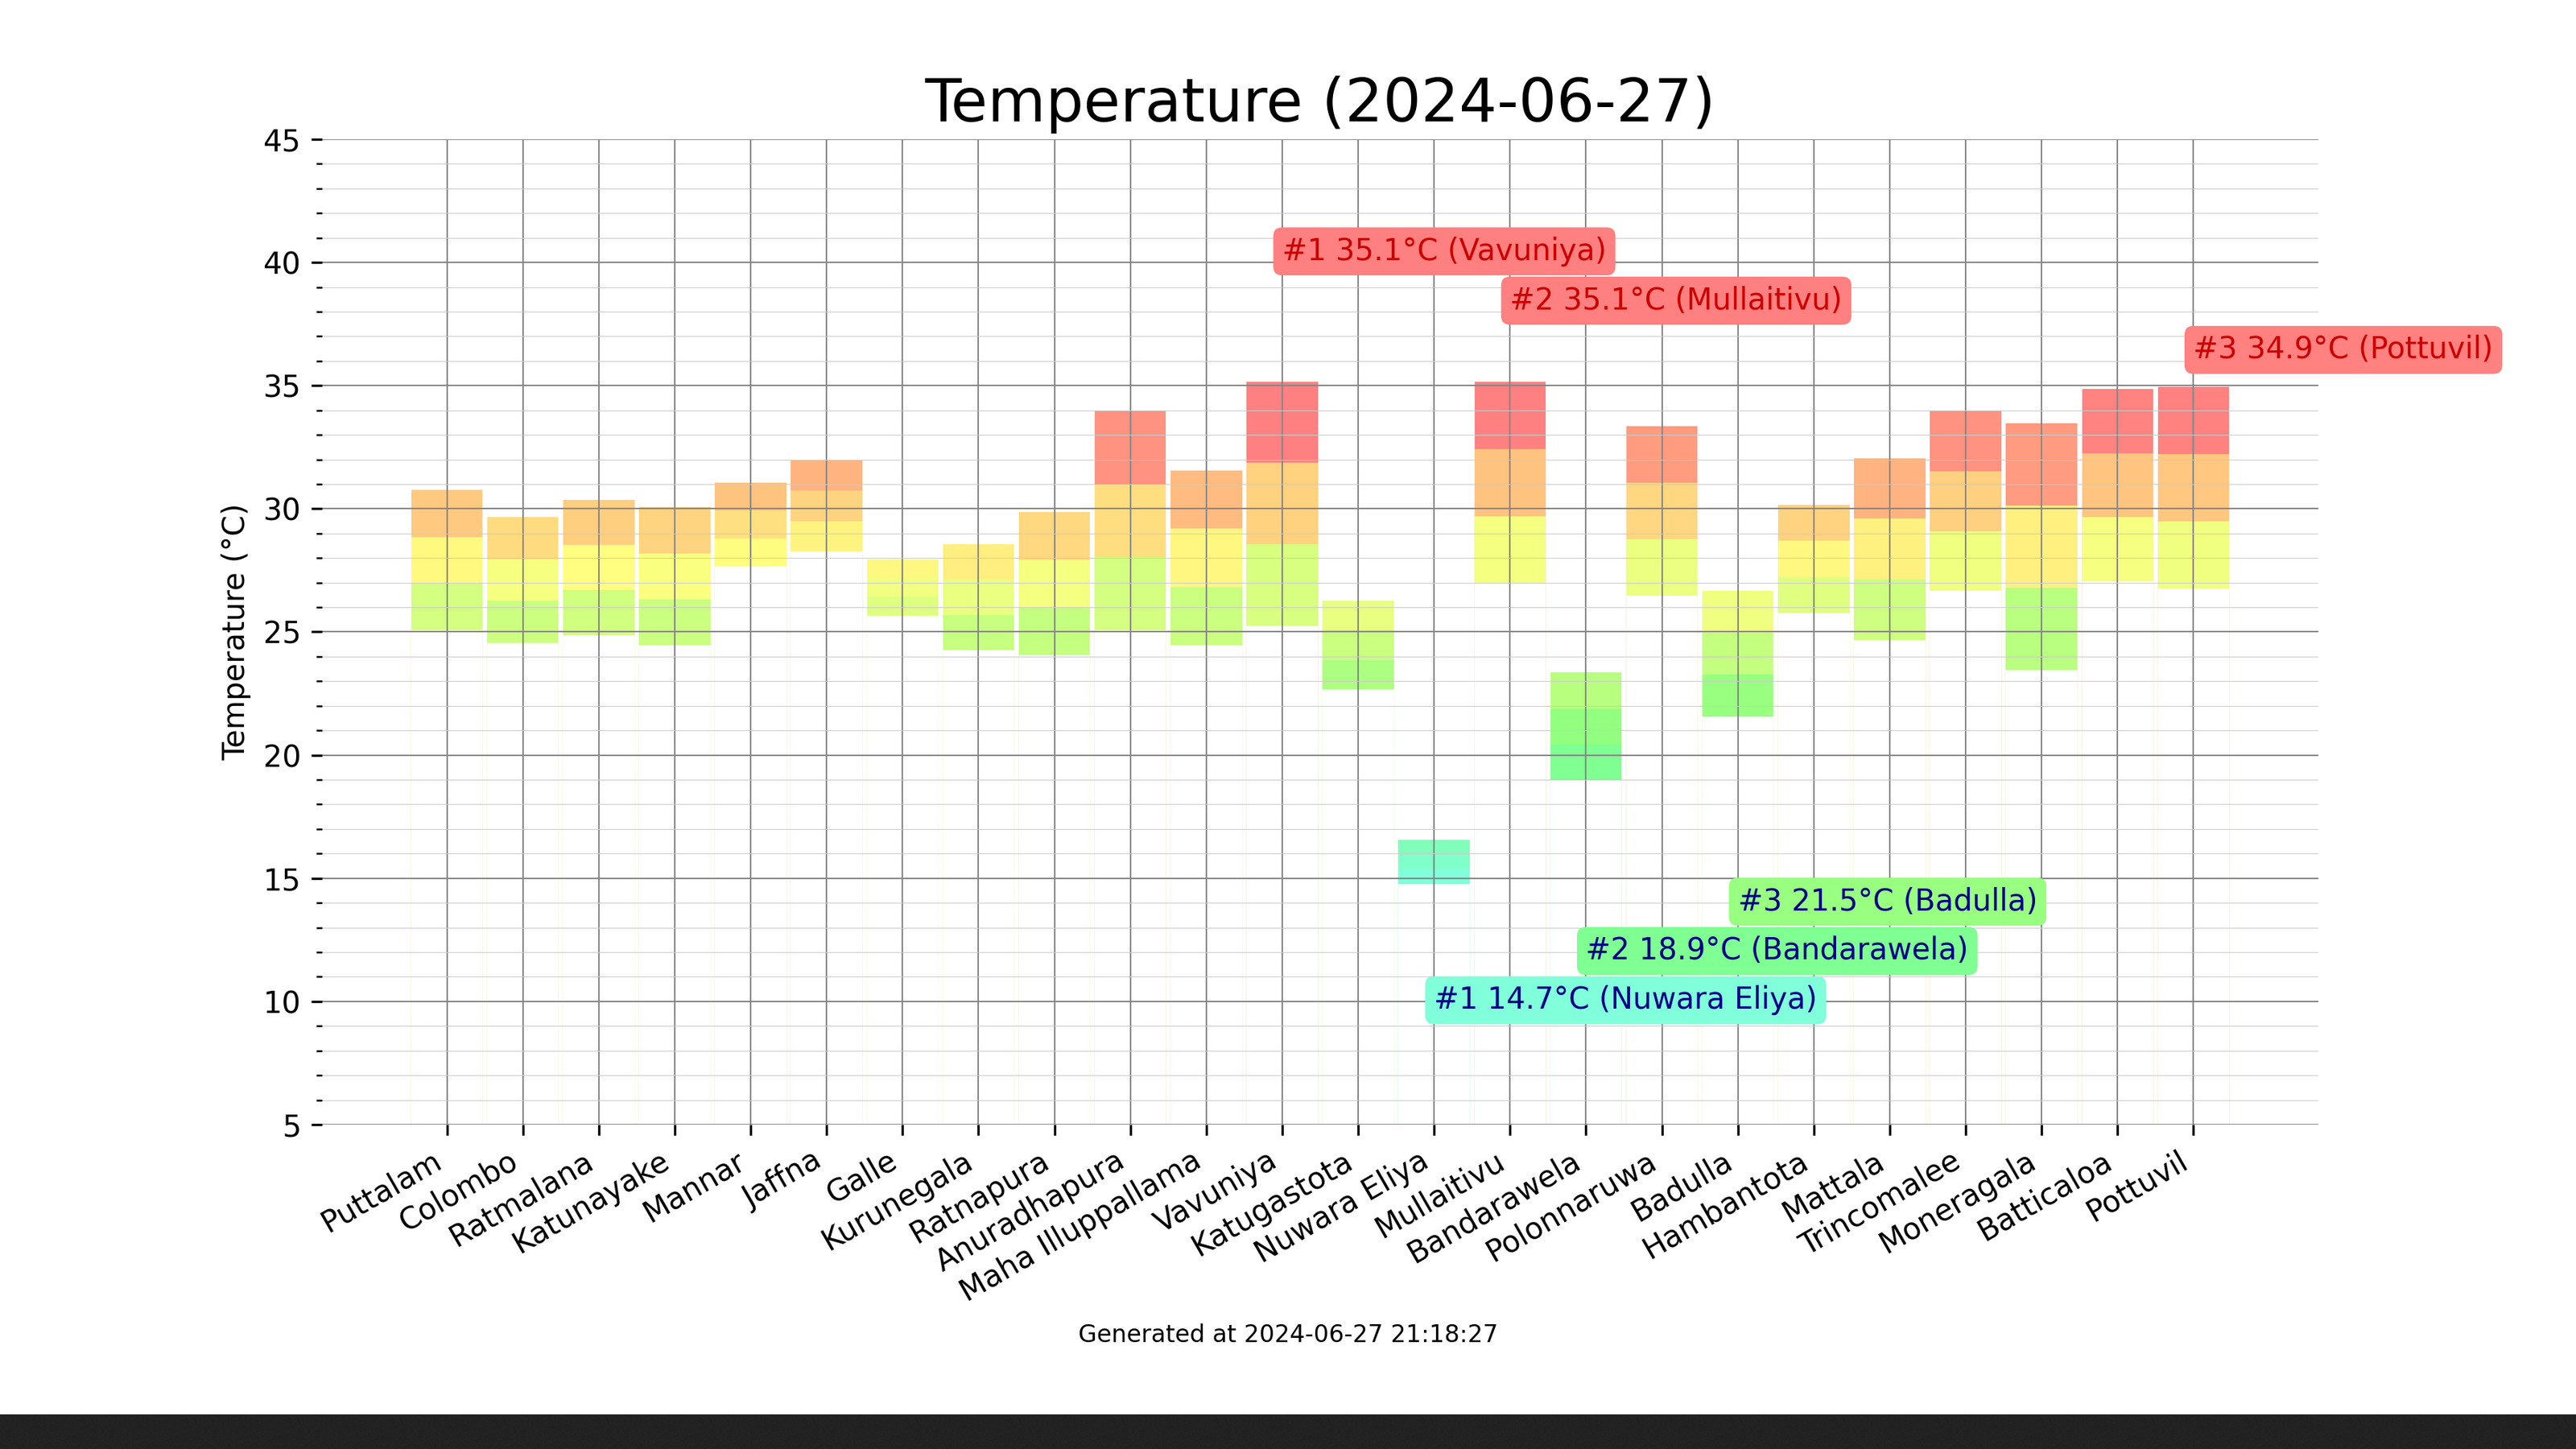 Temperature (2024-06-27)
45
40
35
30
25
20
15
10
5
Temperature (°C)
#1 35.1°C (Vavuniya)
#2 35.1°C (Mullaitivu)
#3 34.9°C (Pottuvil)
#3 21.5°C (Badulla)
#2 18.9°C (Bandarawela)
#1 14.7°C (Nuwara Eliya)
Puttalam
Colombo
Ratmalana
Katunayake
Mannar
Jaffna
Galle
Kurunegala
Ratnapura
Anuradhapura
Maha Illuppallama
Vavuniya
Katugastota
Nuwara Eliya
Mullaitivu
Bandarawela
Polonnaruwa
Badulla
Hambantota
Mattala
Trincomalee
Moneragala
Batticaloa
Pottuvil
Generated at 2024-06-27 21:18:27